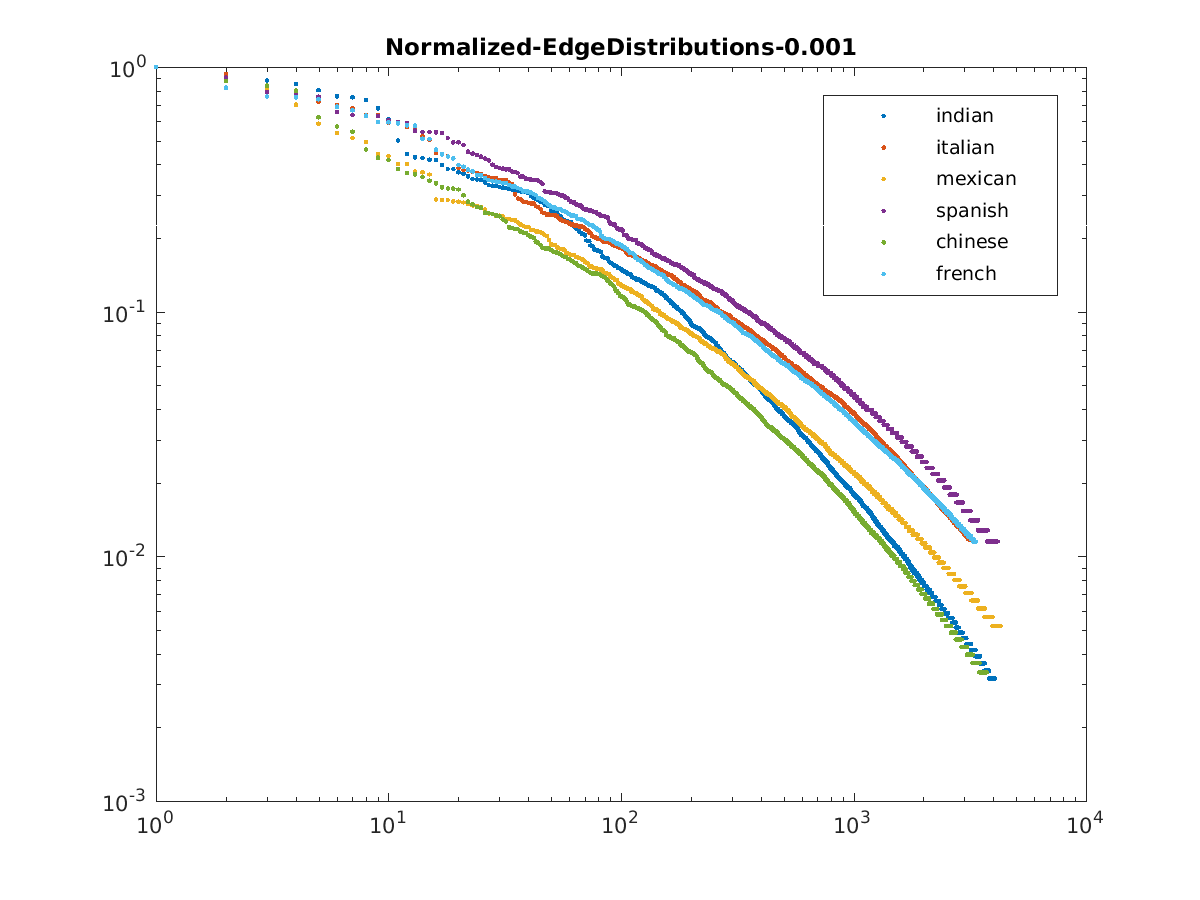 Normalized-EdgeDistributions-0.001
10^0
10^-1
10^-2
10^-3
10^0 10^1 10^2 10^3 10^4
indian
italian
mexican
spanish
chinese
french